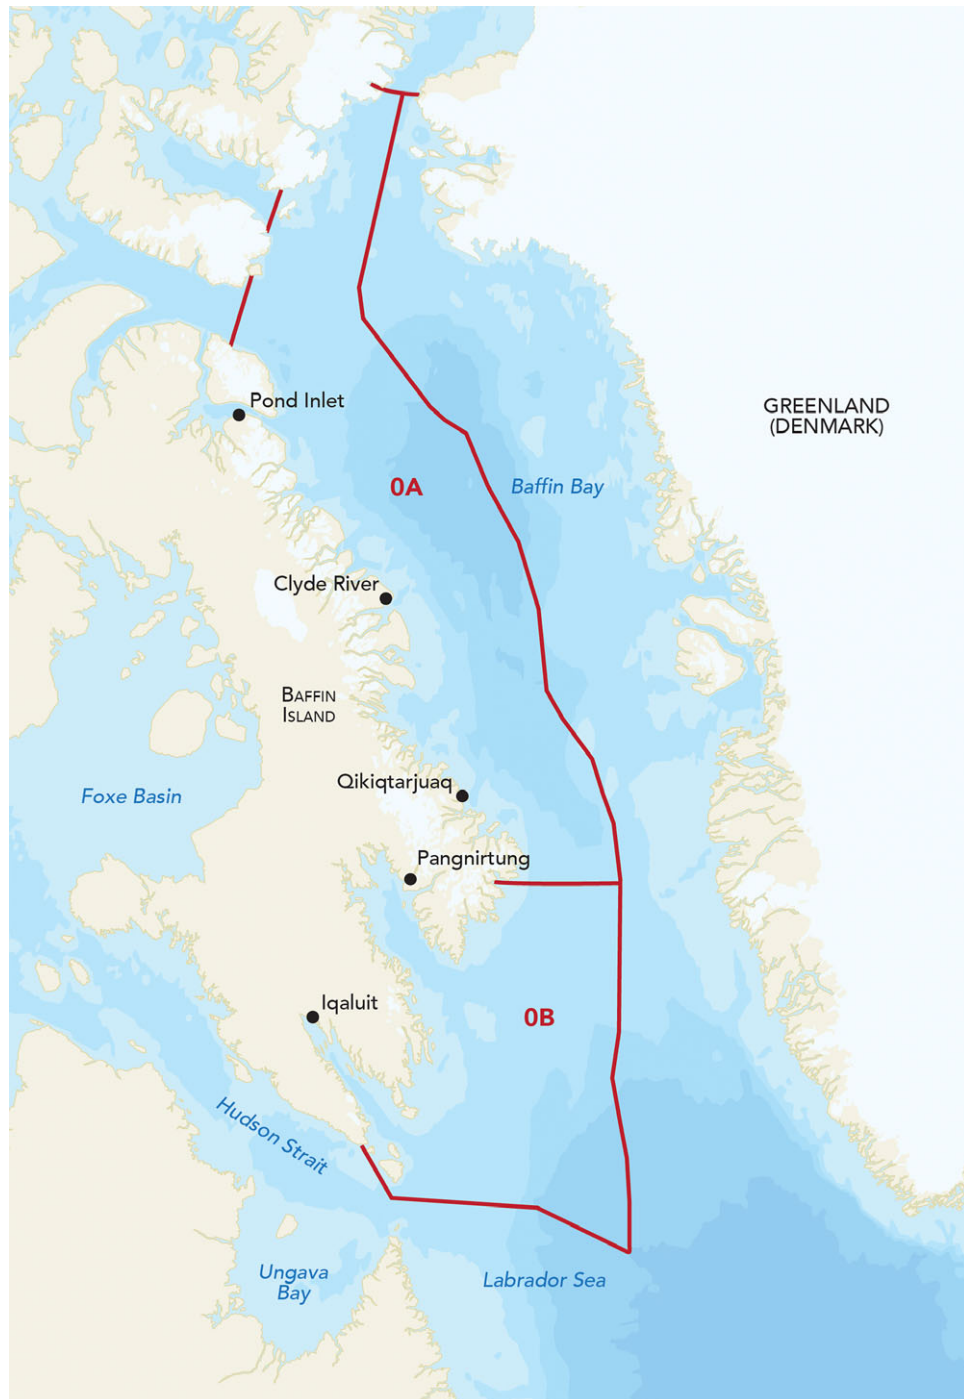 Pond Inlet
GREENLAND
(DENMARK)
0A
Baffin Bay
Clyde River
BAFFIN
ISLAND
Qikiqtarjuaq
Foxe Basin
Pangnirtung
Iqaluit
0B
Hudson Strait
Ungava
Bay
Labrador Sea